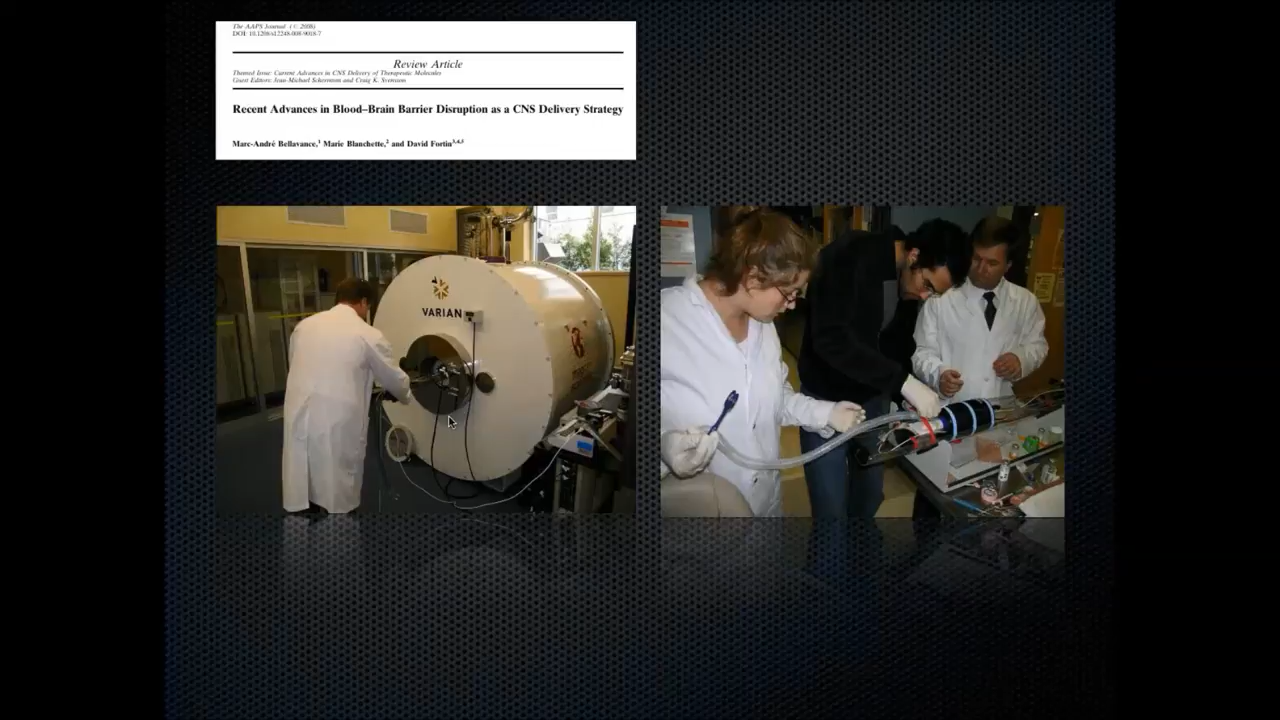 The AAPS Journal ( © 2008)
DOI: 10.1208/s12248-008-9018-7
Review Article
Themed Issue: Current Advances in CNS Delivery of Therapeutic Molecules
Guest Editors: Jean-Michel Scherrmann and Craig K. Svensson
Recent Advances in Blood–Brain Barrier Disruption as a CNS Delivery Strategy
Marc-André Bellavance,¹ Marie Blanchette,² and David Fortin³,⁴,⁵
VARIAN